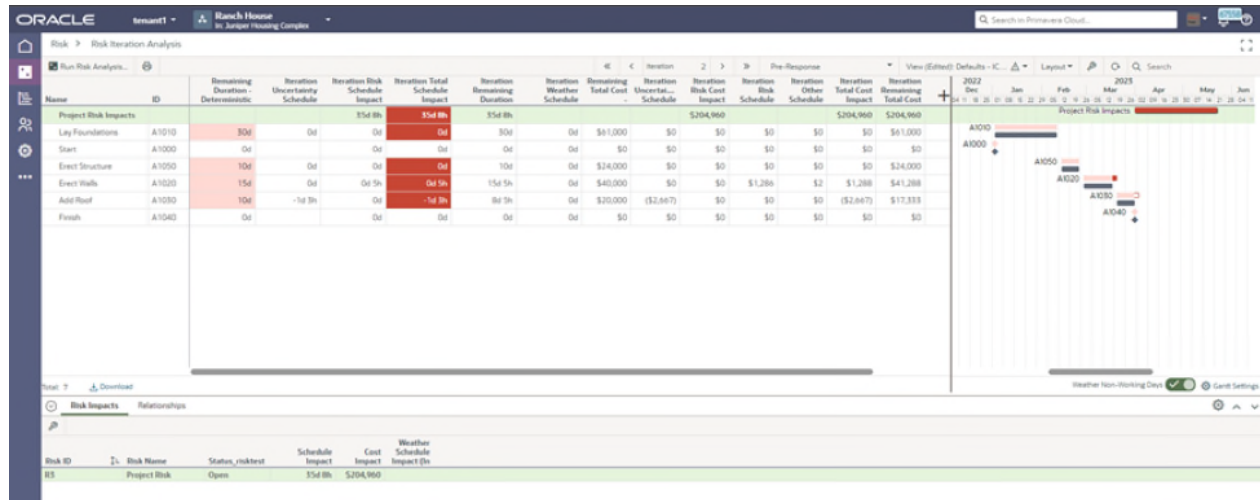 ORACLE tenant1 Ranch House Search in Primavera Cloud...
In: Juniper Housing Complex
Risk > Risk Iteration Analysis
Run Risk Analysis... Iteration 2 Pre-Response View (Edited): Defaults - IC... Layout Search
Name ID Remaining Duration - Deterministic Iteration Uncertainty Schedule Iteration Risk Schedule Impact Iteration Total Schedule Impact Iteration Remaining Duration Iteration Weather Schedule Remaining Total Cost - Iteration Uncertai... Schedule Iteration Risk Cost Impact Iteration Risk Schedule Iteration Other Schedule Iteration Total Cost Impact Iteration Remaining Total Cost
2022 2023
Dec Jan Feb Mar Apr May Jun
Project Risk Impacts 35d 8h 35d 8h 35d 8h $204,960 $204,960 $204,960 Project Risk Impacts
Lay Foundations A1010 30d 0d 0d 0d 30d 0d $61,000 $0 $0 $0 $0 $0 $61,000 A1010
Start A1000 0d 0d 0d 0d 0d $0 $0 $0 $0 $0 $0 $0 A1000
Erect Structure A1050 10d 0d 0d 0d 10d 0d $24,000 $0 $0 $0 $0 $0 $24,000 A1050
Erect Walls A1020 15d 0d 0d 5h 0d 5h 15d 5h 0d $40,000 $0 $0 $1,286 $2 $1,288 $41,288 A1020
Add Roof A1030 10d -1d 3h 0d -1d 3h 8d 5h 0d $20,000 ($2,667) $0 $0 $0 ($2,667) $17,333 A1030
Finish A1040 0d 0d 0d 0d 0d $0 $0 $0 $0 $0 $0 $0 A1040
Total: 7 Download Weather Non-Working Days Gantt Settings
Risk Impacts Relationships
Risk ID Risk Name Status_risktest Schedule Impact Cost Impact Weather Schedule Impact (In
R3 Project Risk Open 35d 8h $204,960